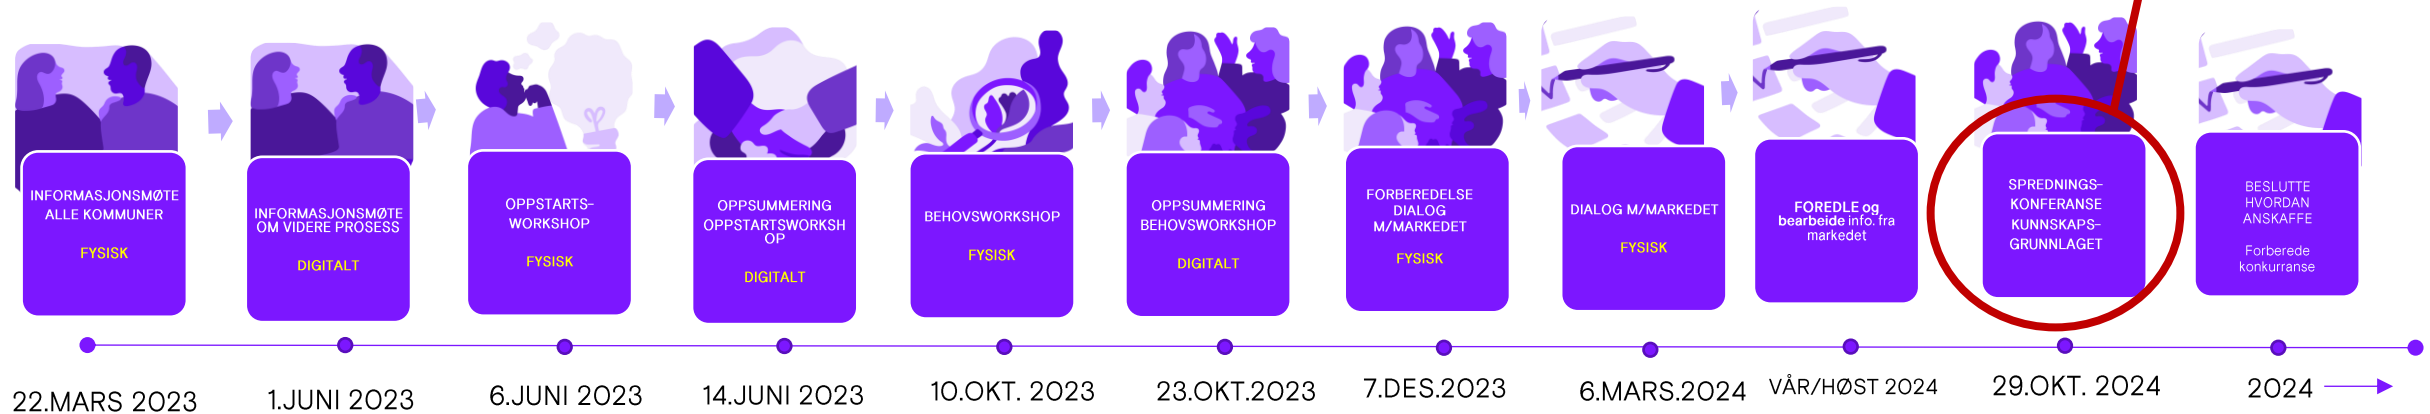 INFORMASJONSMØTE
ALLE KOMMUNER
FYSISK
22.MARS 2023
INFORMASJONSMØTE
OM VIDERE PROSESS
DIGITALT
1.JUNI 2023
OPPSTARTS-
WORKSHOP
FYSISK
6.JUNI 2023
OPPSUMMERING
OPPSTARTSWORKSH
OP
DIGITALT
14.JUNI 2023
BEHOVSWORKSHOP
FYSISK
10.OKT. 2023
OPPSUMMERING
BEHOVSWORKSHOP
DIGITALT
23.OKT.2023
FORBEREDELSE
DIALOG
M/MARKEDET
FYSISK
7.DES.2023
DIALOG M/MARKEDET
FYSISK
6.MARS.2024
FOREDLE og
bearbeide info. fra
markedet
VÅR/HØST 2024
SPREDNINGS-
KONFERANSE
KUNNSKAPS-
GRUNNLAGET
29.OKT. 2024
BESLUTTE
HVORDAN
ANSKAFFE
Forberede
konkurranse
2024